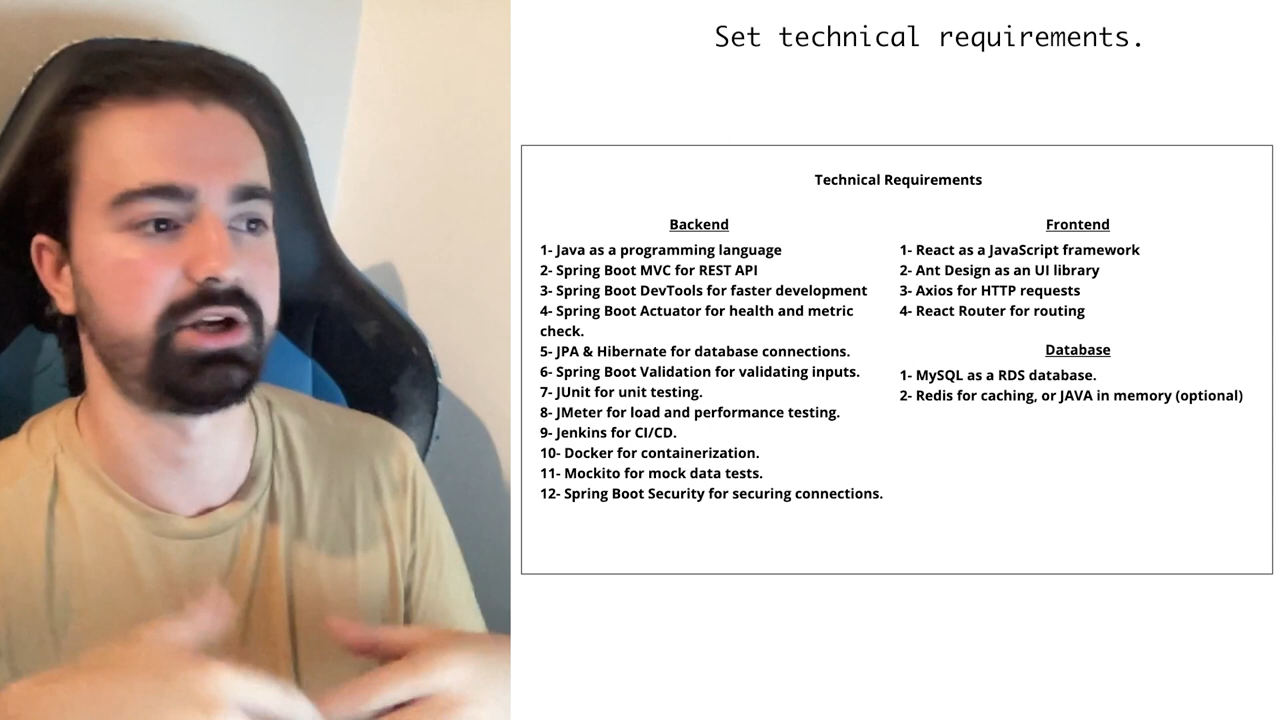 Set technical requirements.
Technical Requirements
Backend
1- Java as a programming language
2- Spring Boot MVC for REST API
3- Spring Boot DevTools for faster development
4- Spring Boot Actuator for health and metric
check.
5- JPA & Hibernate for database connections.
6- Spring Boot Validation for validating inputs.
7- JUnit for unit testing.
8- JMeter for load and performance testing.
9- Jenkins for CI/CD.
10- Docker for containerization.
11- Mockito for mock data tests.
12- Spring Boot Security for securing connections.
Frontend
1- React as a JavaScript framework
2- Ant Design as an UI library
3- Axios for HTTP requests
4- React Router for routing
Database
1- MySQL as a RDS database.
2- Redis for caching, or JAVA in memory (optional)